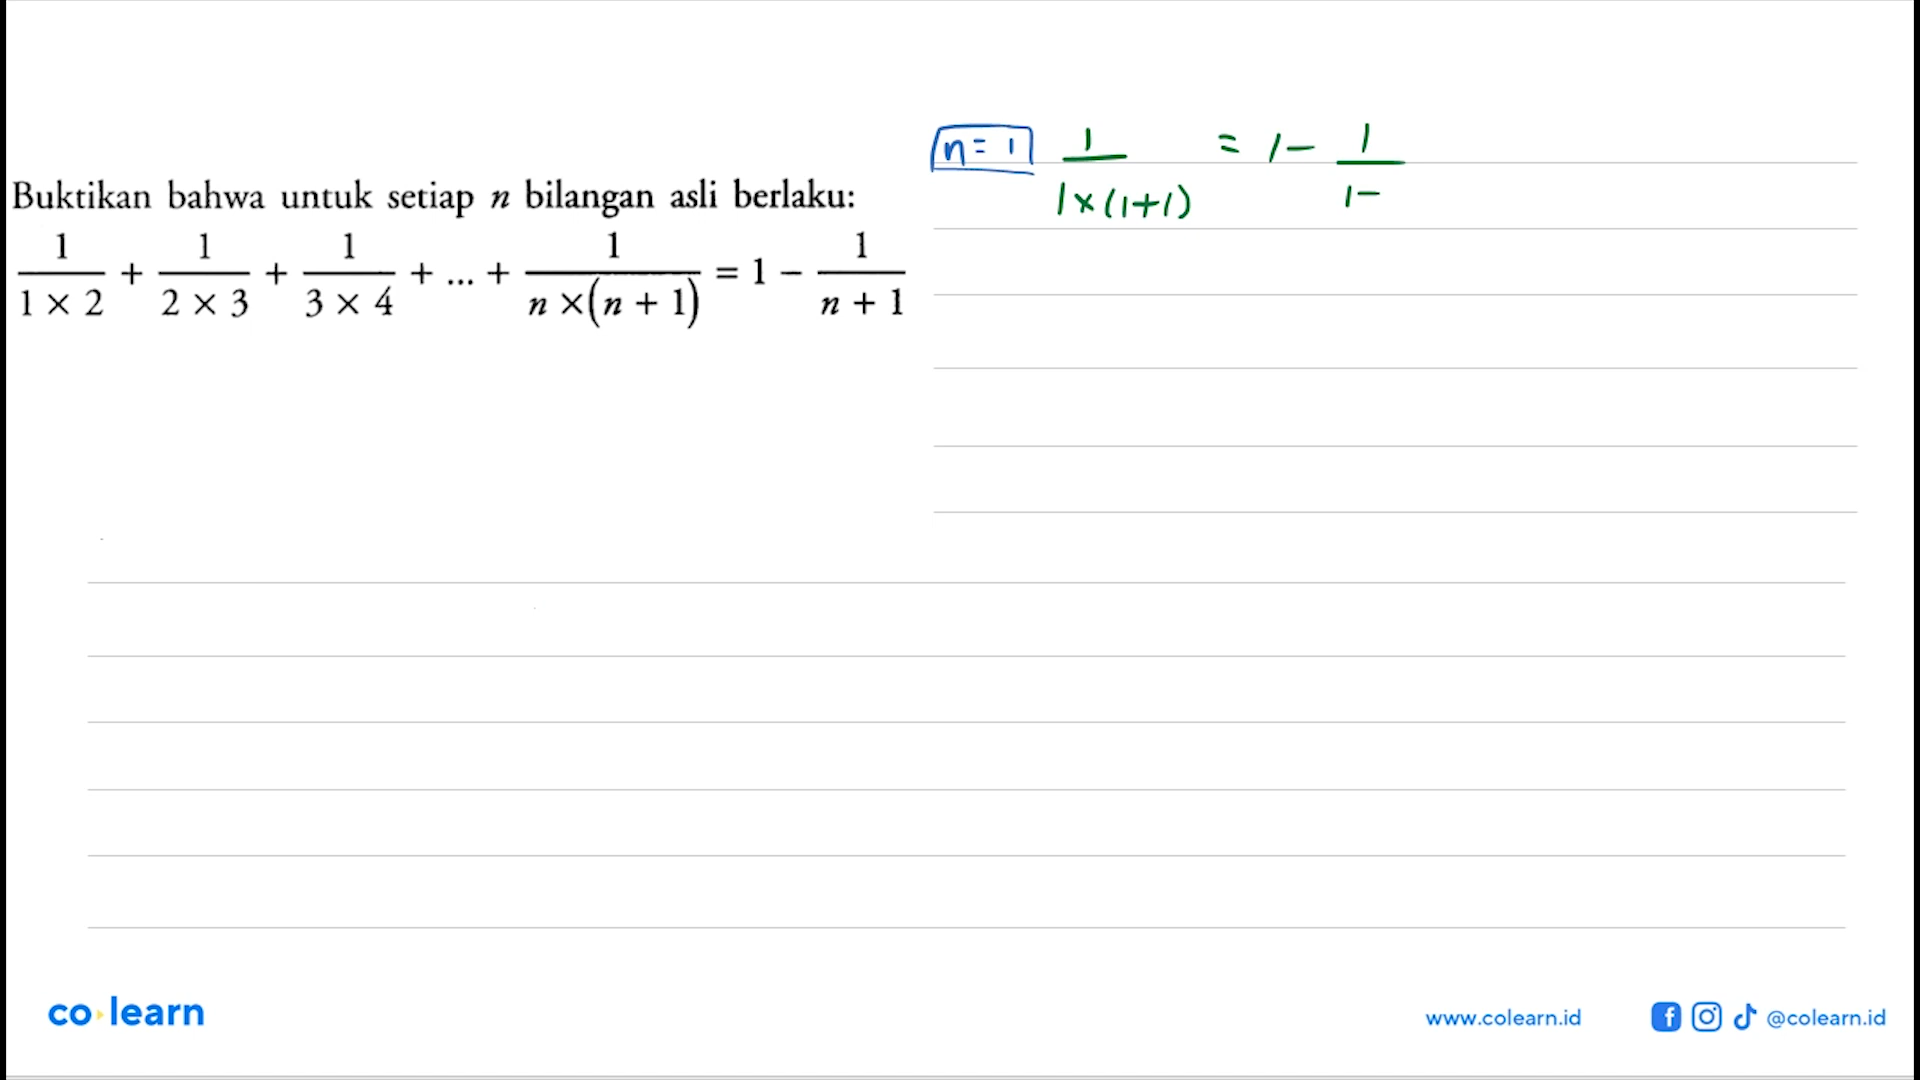 Buktikan bahwa untuk setiap n bilangan asli berlaku:
1/(1 × 2) + 1/(2 × 3) + 1/(3 × 4) + ... + 1/(n ×(n + 1)) = 1 − 1/(n + 1)
n = 1  1/(1×(1+1)) = 1 − 1/(1−
co learn
www.colearn.id @colearn.id